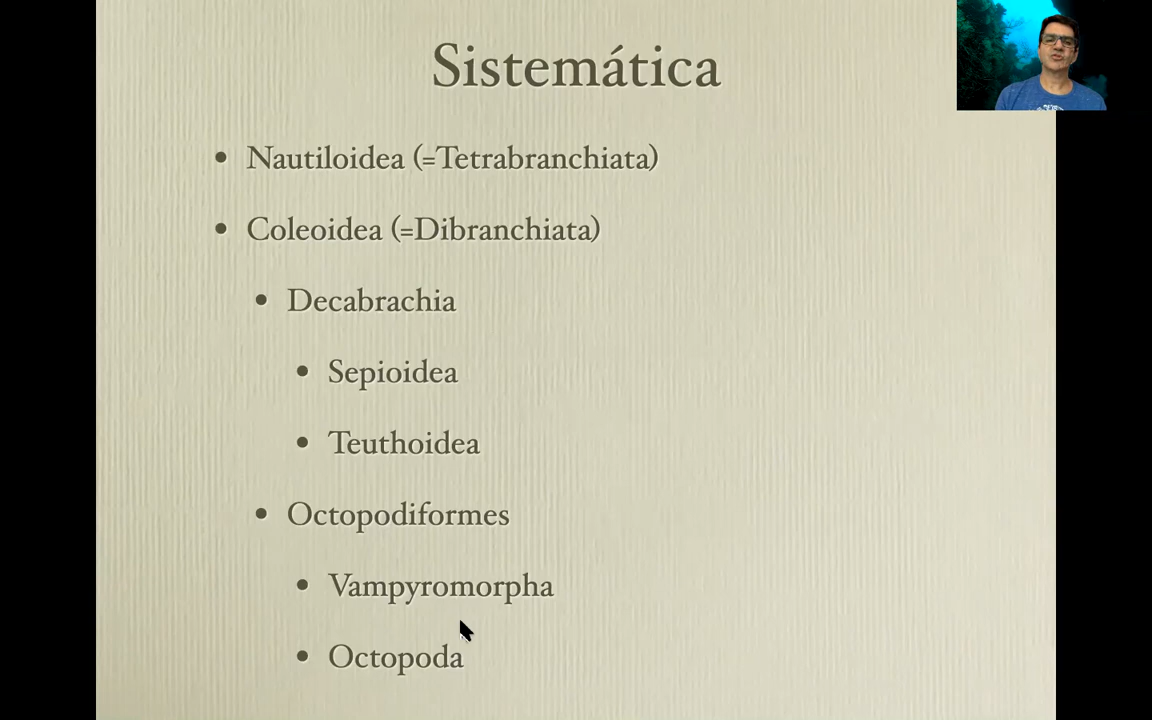 Sistemática
• Nautiloidea (=Tetrabranchiata)
• Coleoidea (=Dibranchiata)
• Decabrachia
• Sepioidea
• Teuthoidea
• Octopodiformes
• Vampyromorpha
• Octopoda